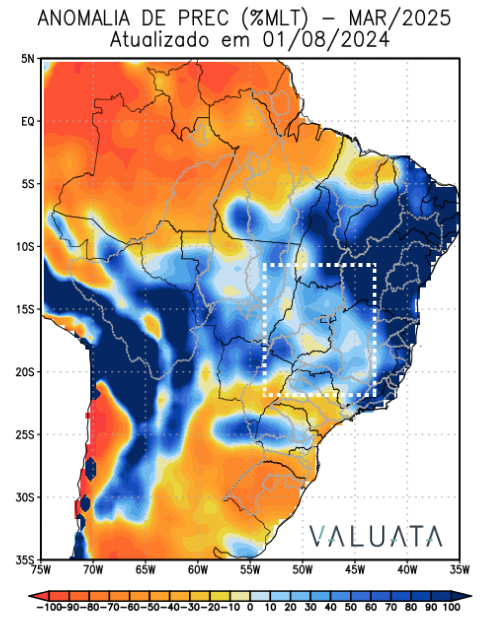 ANOMALIA DE PREC (%MLT) – MAR/2025
Atualizado em 01/08/2024
5N
EQ
5S
10S
15S
20S
25S
30S
35S
VALUATA
75W 70W 65W 60W 55W 50W 45W 40W 35W
-100 -90 -80 -70 -60 -50 -40 -30 -20 -10 0 10 20 30 40 50 60 70 80 90 100